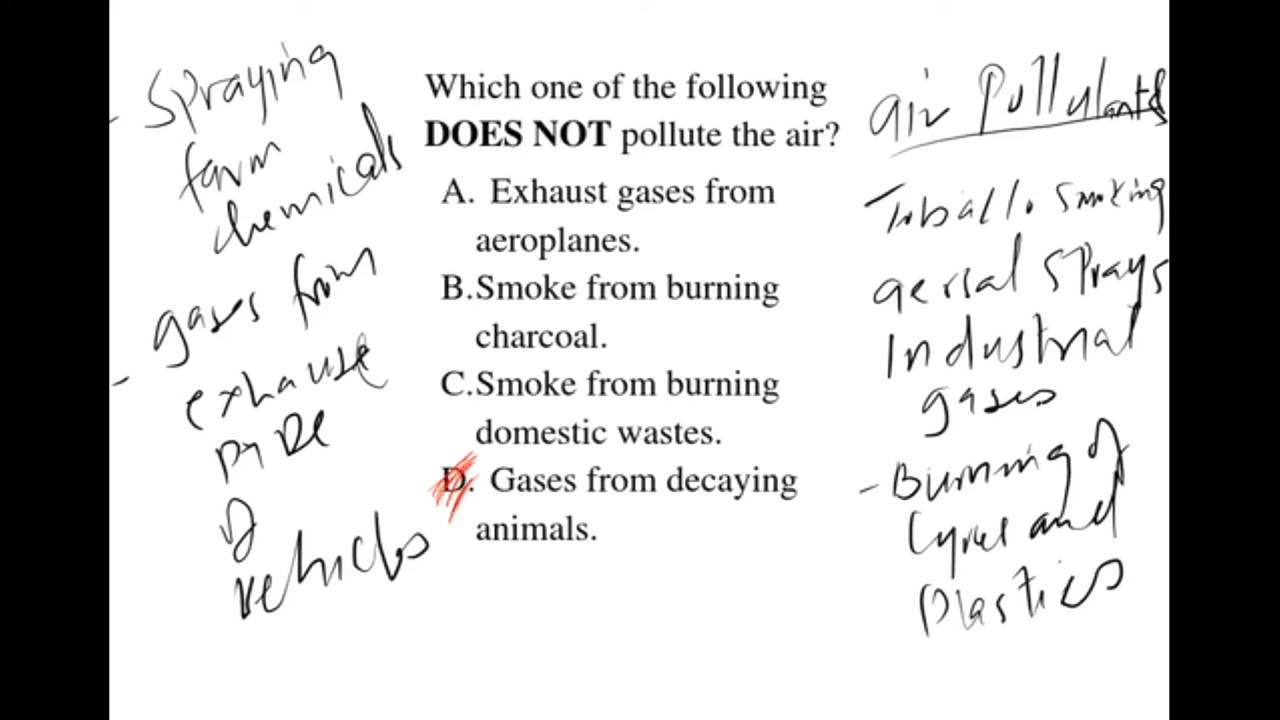 - Spraying
farm
chemicals
- gases from
exhause
pipe
of
vehicles
Which one of the following
DOES NOT pollute the air?
A. Exhaust gases from
aeroplanes.
B.Smoke from burning
charcoal.
C.Smoke from burning
domestic wastes.
D. Gases from decaying
animals.
air Pollutants
Tobacco smoking
aerial sprays
Industrial
gases
- Burning of
tyres and
Plastics